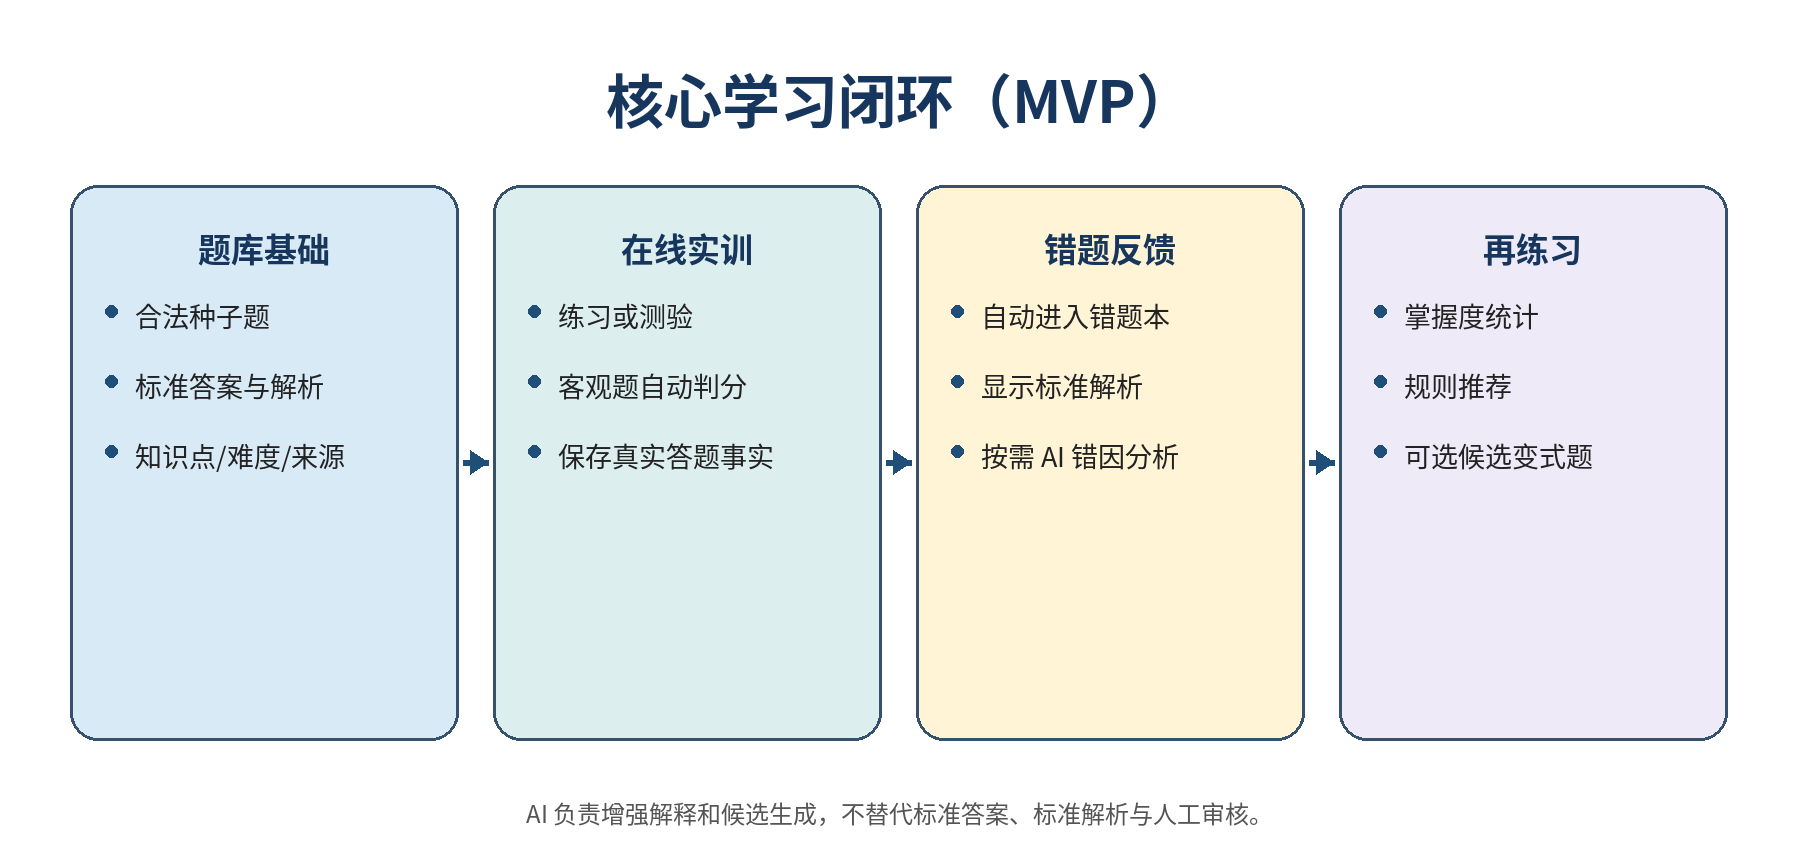 核心学习闭环（MVP）
题库基础
合法种子题
标准答案与解析
知识点/难度/来源
在线实训
练习或测验
客观题自动判分
保存真实答题事实
错题反馈
自动进入错题本
显示标准解析
按需 AI 错因分析
再练习
掌握度统计
规则推荐
可选候选变式题
AI 负责增强解释和候选生成，不替代标准答案、标准解析与人工审核。